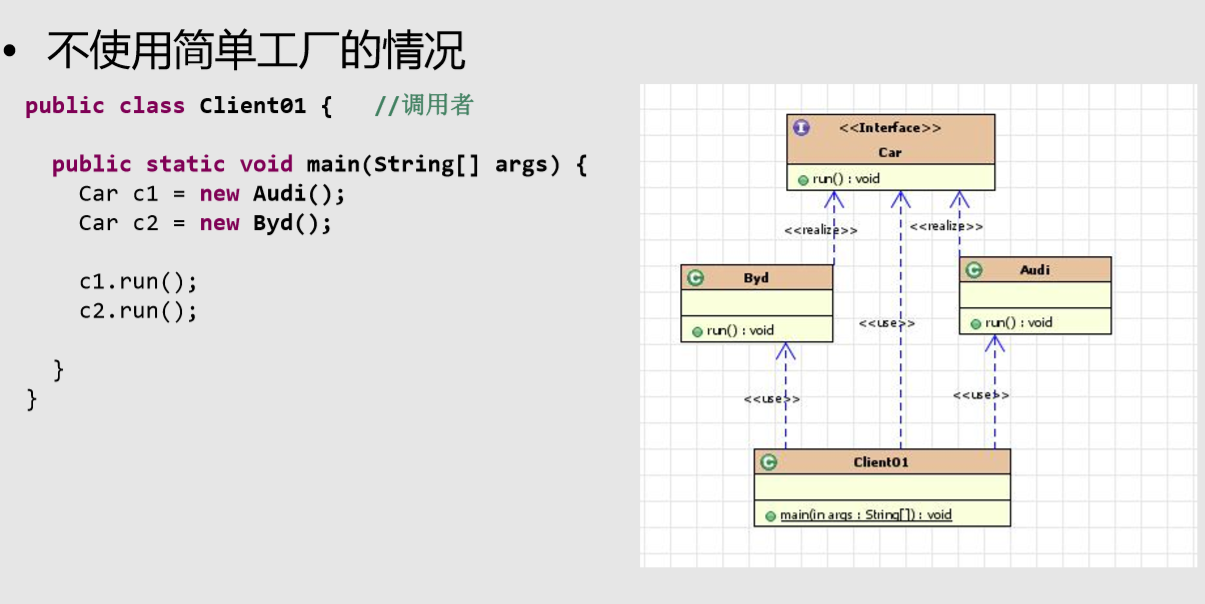 • 不使用简单工厂的情况
public class Client01 { //调用者
public static void main(String[] args) {
Car c1 = new Audi();
Car c2 = new Byd();
c1.run();
c2.run();
}
}
I <<Interface>>
Car
run() : void
<<realize>>
<<realize>>
C Byd
run() : void
C Audi
run() : void
<<use>>
<<use>>
<<use>>
C Client01
main(in args : String[]) : void